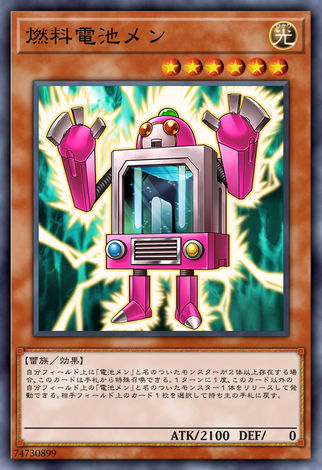 燃料電池メン
光
【雷族／効果】
自分フィールド上に「電池メン」と名のついたモンスターが２体以上存在する場
合、このカードは手札から特殊召喚できる。１ターンに１度、このカード以外の
自分フィールド上の「電池メン」と名のついたモンスター１体をリリースして発
動できる。相手フィールド上のカード１枚を選択して持ち主の手札に戻す。
ATK/2100 DEF/ 0
74730899